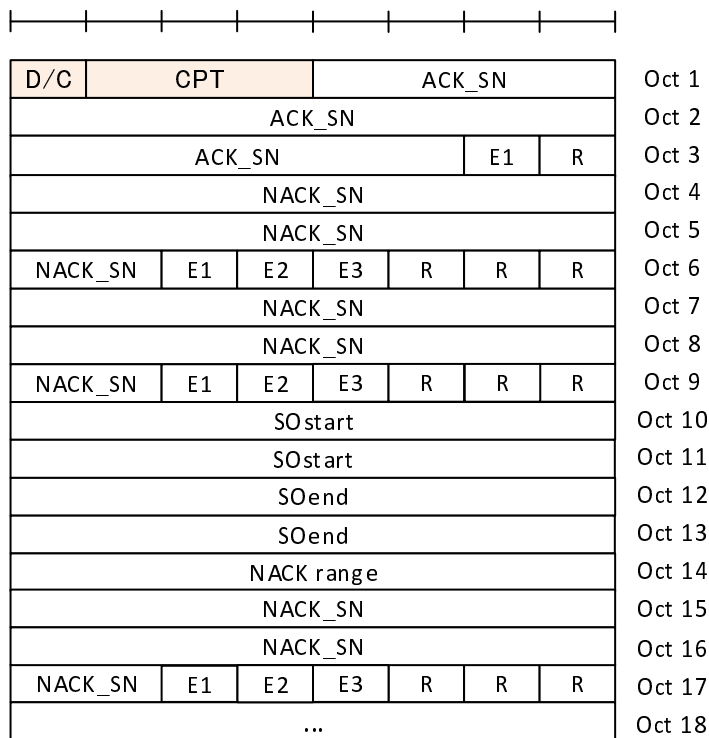 D/C CPT ACK_SN Oct 1
ACK_SN Oct 2
ACK_SN E1 R Oct 3
NACK_SN Oct 4
NACK_SN Oct 5
NACK_SN E1 E2 E3 R R R Oct 6
NACK_SN Oct 7
NACK_SN Oct 8
NACK_SN E1 E2 E3 R R R Oct 9
SOstart Oct 10
SOstart Oct 11
SOend Oct 12
SOend Oct 13
NACK range Oct 14
NACK_SN Oct 15
NACK_SN Oct 16
NACK_SN E1 E2 E3 R R R Oct 17
... Oct 18